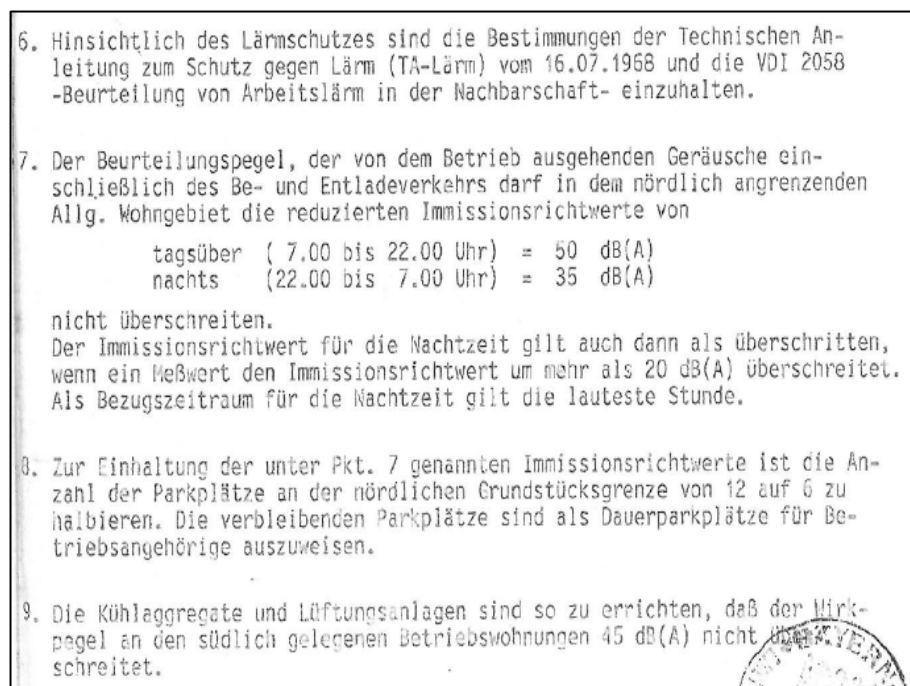 6. Hinsichtlich des Lärmschutzes sind die Bestimmungen der Technischen An-
leitung zum Schutz gegen Lärm (TA-Lärm) vom 16.07.1968 und die VDI 2058
-Beurteilung von Arbeitslärm in der Nachbarschaft- einzuhalten.
7. Der Beurteilungspegel, der von dem Betrieb ausgehenden Geräusche ein-
schließlich des Be- und Entladeverkehrs darf in dem nördlich angrenzenden
Allg. Wohngebiet die reduzierten Immissionsrichtwerte von
tagsüber ( 7.00 bis 22.00 Uhr) = 50 dB(A)
nachts (22.00 bis 7.00 Uhr) = 35 dB(A)
nicht überschreiten.
Der Immissionsrichtwert für die Nachtzeit gilt auch dann als überschritten,
wenn ein Meßwert den Immissionsrichtwert um mehr als 20 dB(A) überschreitet.
Als Bezugszeitraum für die Nachtzeit gilt die lauteste Stunde.
8. Zur Einhaltung der unter Pkt. 7 genannten Immissionsrichtwerte ist die An-
zahl der Parkplätze an der nördlichen Grundstücksgrenze von 12 auf 6 zu
halbieren. Die verbleibenden Parkplätze sind als Dauerparkplätze für Be-
triebsangehörige auszuweisen.
9. Die Kühlaggregate und Lüftungsanlagen sind so zu errichten, daß der Wirk-
pegel an den südlich gelegenen Betriebswohnungen 45 dB(A) nicht über-
schreitet.